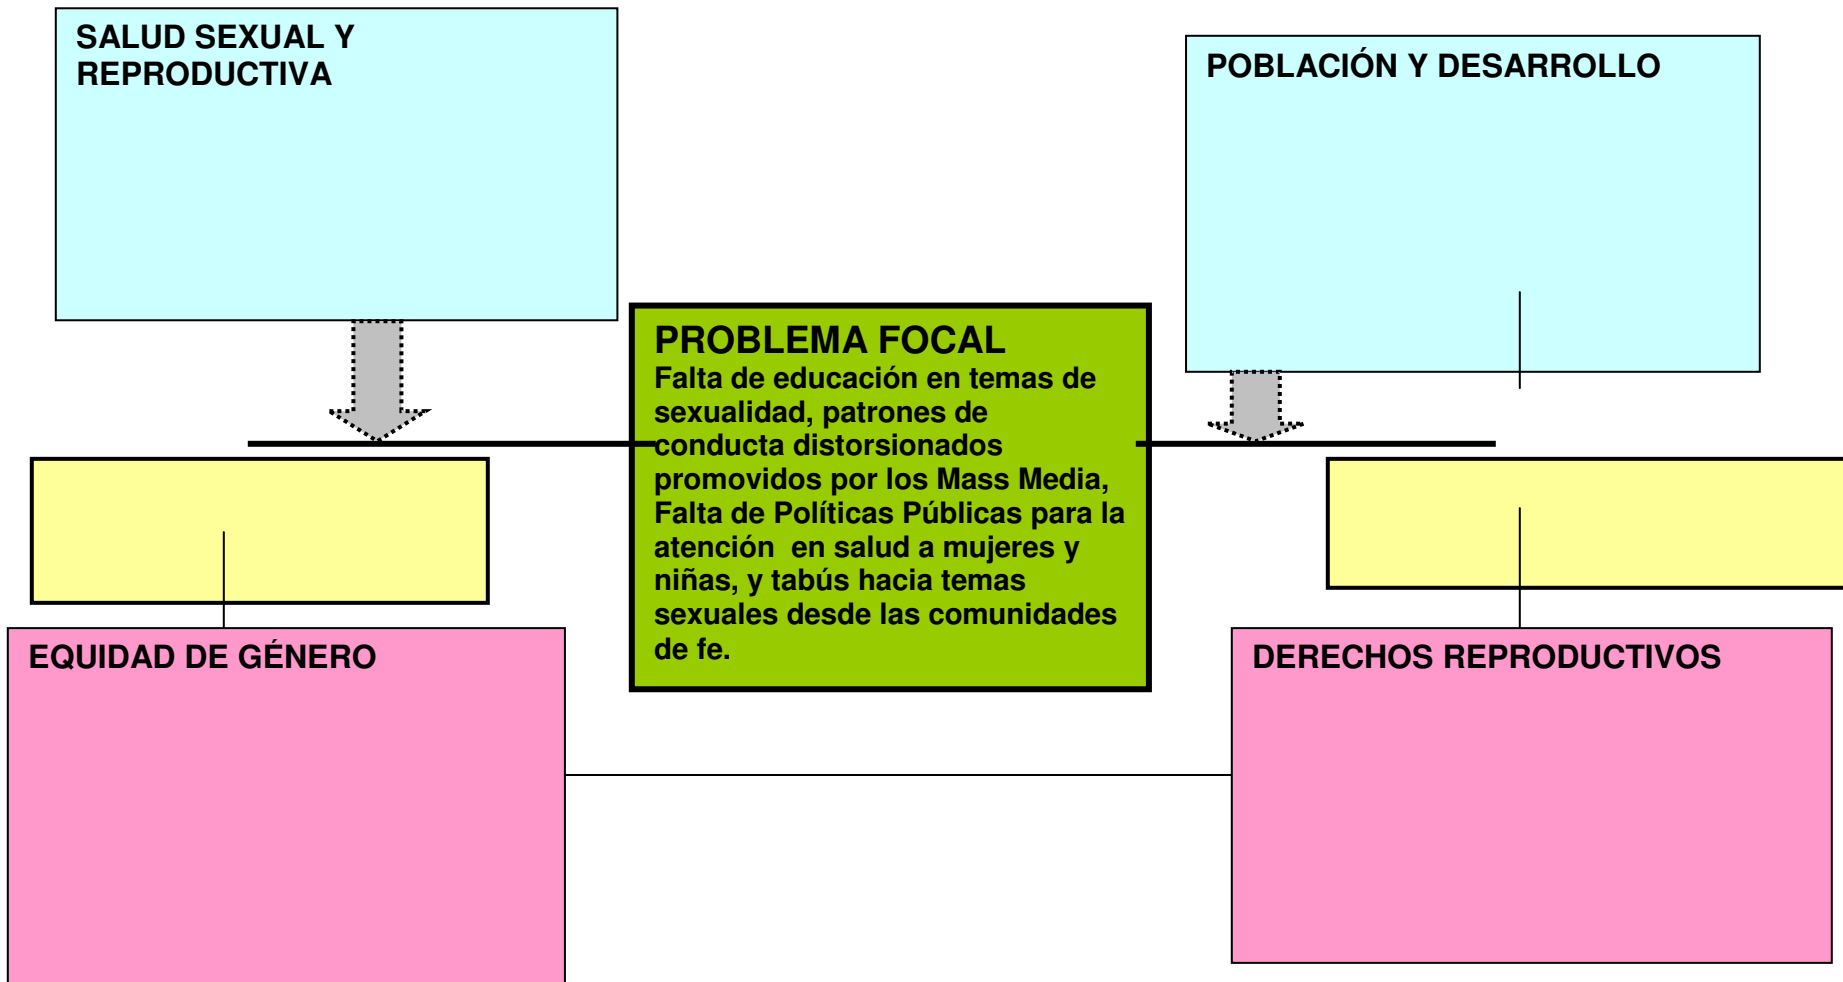 SALUD SEXUAL Y
REPRODUCTIVA
POBLACIÓN Y DESARROLLO
PROBLEMA FOCAL
Falta de educación en temas de
sexualidad, patrones de
conducta distorsionados
promovidos por los Mass Media,
Falta de Políticas Públicas para la
atención  en salud a mujeres y
niñas, y tabús hacia temas
sexuales desde las comunidades
de fe.
EQUIDAD DE GÉNERO
DERECHOS REPRODUCTIVOS